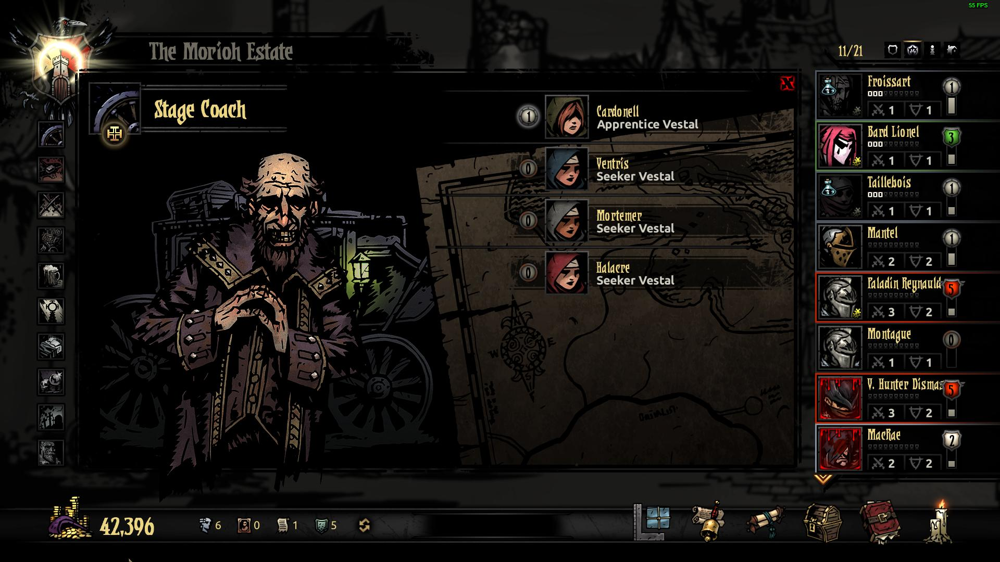 55 FPS
The Morioh Estate
11/21
Stage Coach
1
Cardonell
Apprentice Vestal
0
Ventris
Seeker Vestal
0
Mortemer
Seeker Vestal
0
Halacre
Seeker Vestal
N
W
E
S
Froissart
1
1
1
Bard Lionel
3
1
1
Taillebois
1
1
1
Mantel
1
2
2
Paladin Reynauld
5
3
2
Montague
0
1
1
V. Hunter Dismas
5
3
2
MacRae
2
2
2
42,396
6
0
1
5